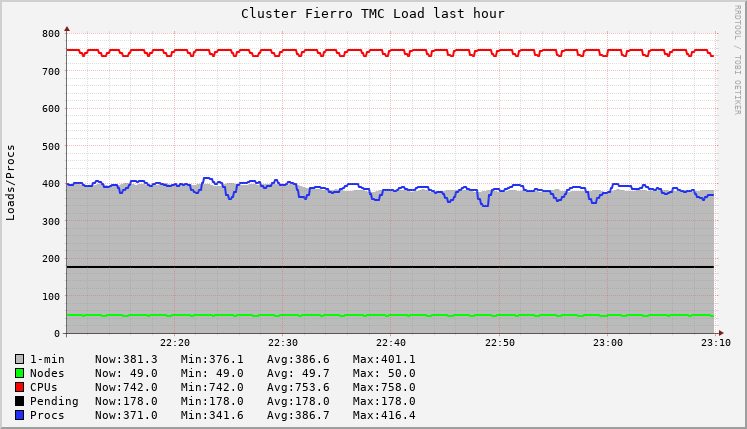 Cluster Fierro TMC Load last hour
RRDTOOL / TOBI OETIKER
Loads/Procs
800
700
600
500
400
300
200
100
0
22:20 22:30 22:40 22:50 23:00 23:10
1-min Now:381.3 Min:376.1 Avg:386.6 Max:401.1
Nodes Now: 49.0 Min: 49.0 Avg: 49.7 Max: 50.0
CPUs Now:742.0 Min:742.0 Avg:753.6 Max:758.0
Pending Now:178.0 Min:178.0 Avg:178.0 Max:178.0
Procs Now:371.0 Min:341.6 Avg:386.7 Max:416.4